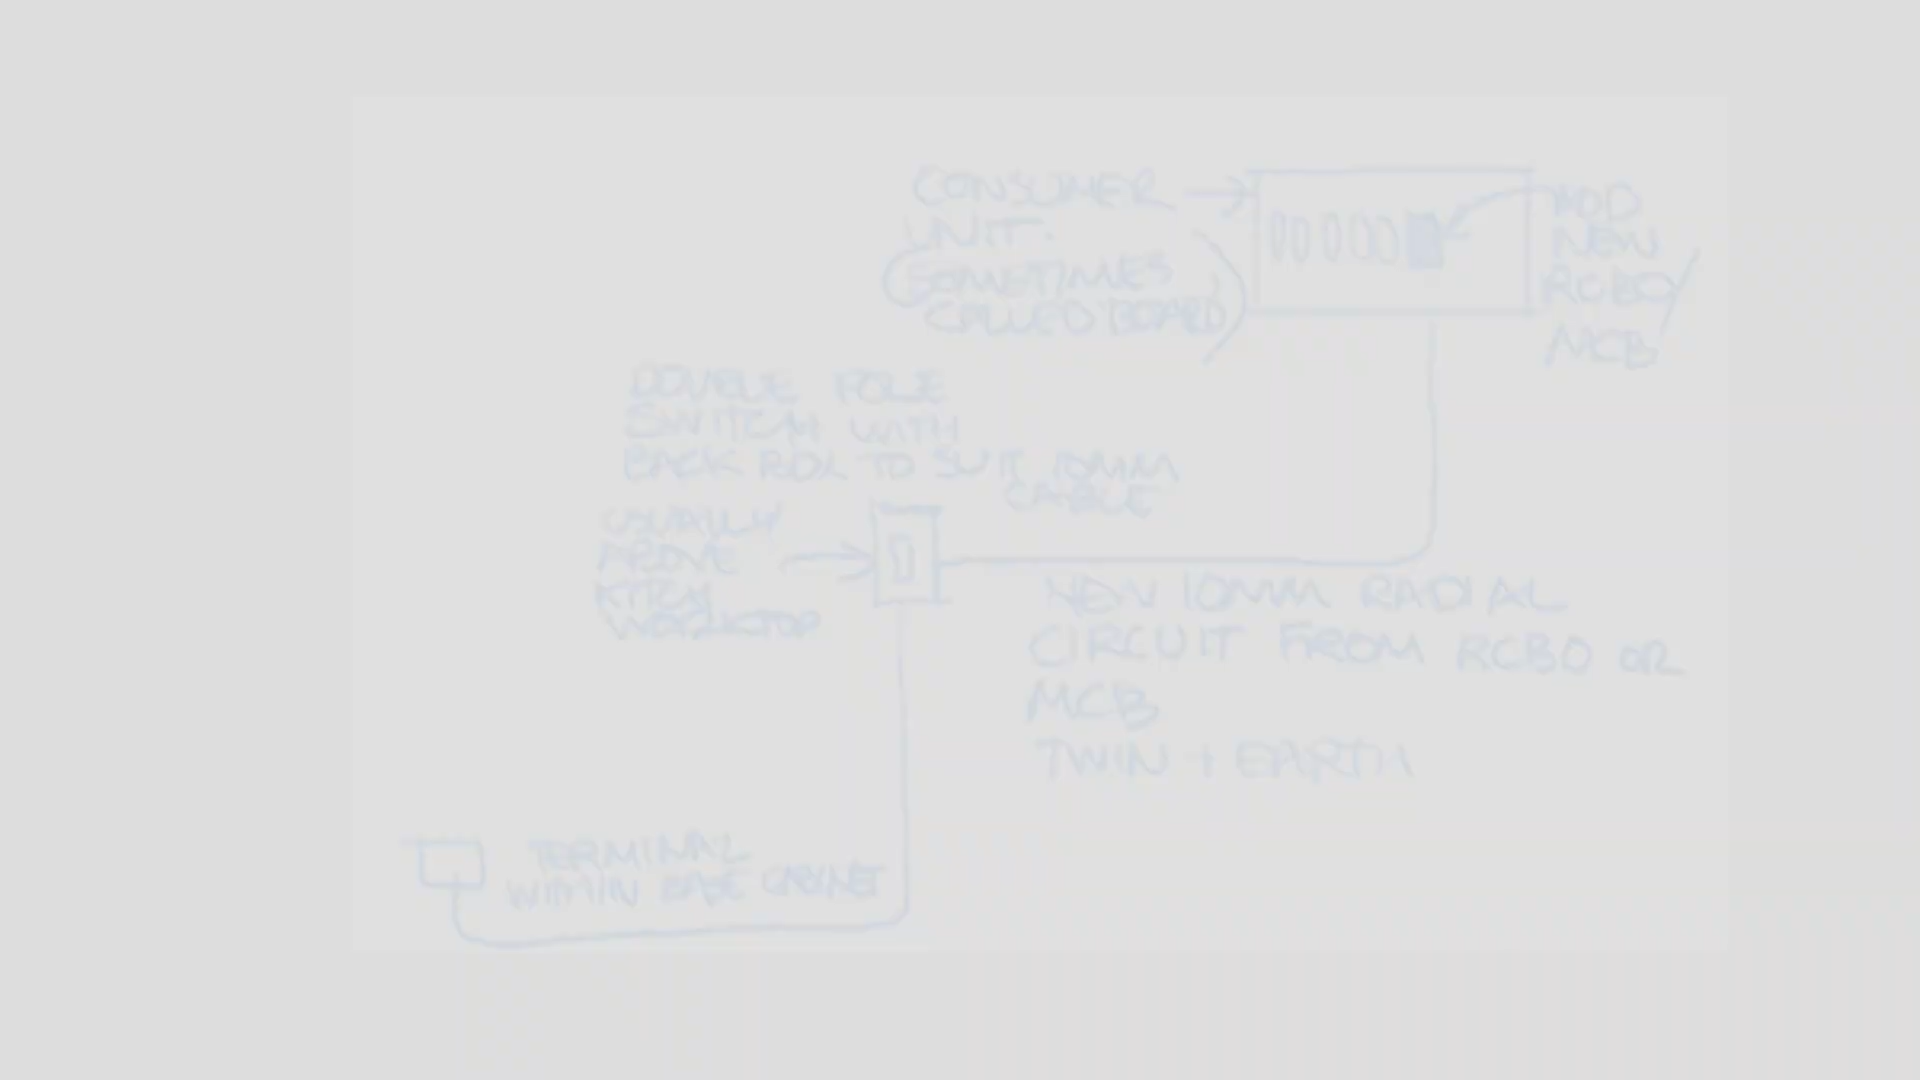 CONSUMER
UNIT.
(SOMETIMES
CALLED BOARD)
ADD
NEW
RCBO/
MCB
DOUBLE POLE
SWITCH WITH
BACK BOX TO SUIT 10MM
CABLE
USUALLY
ABOVE
WORKTOP
NEW 10MM RADIAL
CIRCUIT FROM RCBO OR
MCB
TWIN + EARTH
TERMINAL
WITHIN BASE CABINET